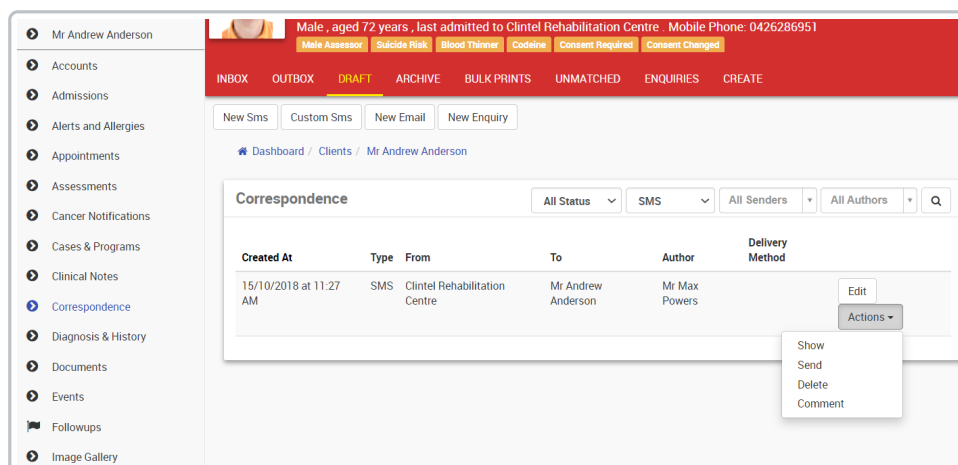 Mr Andrew Anderson
Accounts
Admissions
Alerts and Allergies
Appointments
Assessments
Cancer Notifications
Cases & Programs
Clinical Notes
Correspondence
Diagnosis & History
Documents
Events
Followups
Image Gallery
Male , aged 72 years , last admitted to Clintel Rehabilitation Centre . Mobile Phone: 0426286951
Male Assessor Suicide Risk Blood Thinner Codeine Consent Required Consent Changed
INBOX OUTBOX DRAFT ARCHIVE BULK PRINTS UNMATCHED ENQUIRIES CREATE
New Sms Custom Sms New Email New Enquiry
Dashboard / Clients / Mr Andrew Anderson
Correspondence All Status SMS All Senders All Authors
Created At Type From To Author Delivery Method
15/10/2018 at 11:27 AM SMS Clintel Rehabilitation Centre Mr Andrew Anderson Mr Max Powers Edit
Actions
Show
Send
Delete
Comment